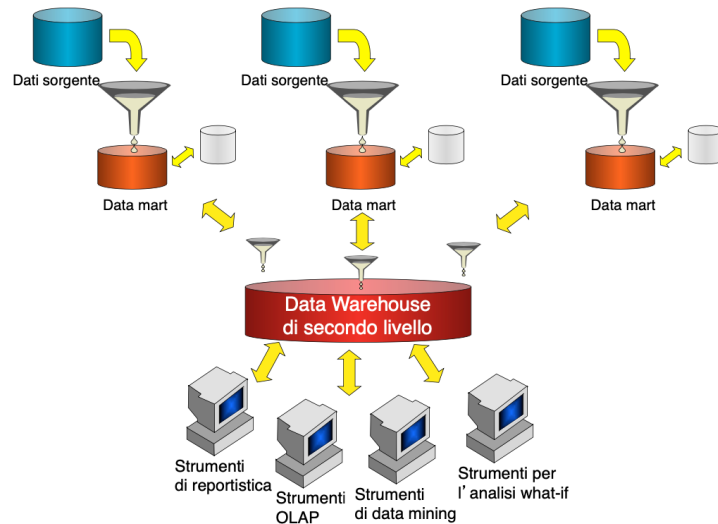 Dati sorgente
Dati sorgente
Dati sorgente
Data mart
Data mart
Data mart
Data Warehouse
di secondo livello
Strumenti
di reportistica
Strumenti
OLAP
Strumenti
di data mining
Strumenti per
l’analisi what-if